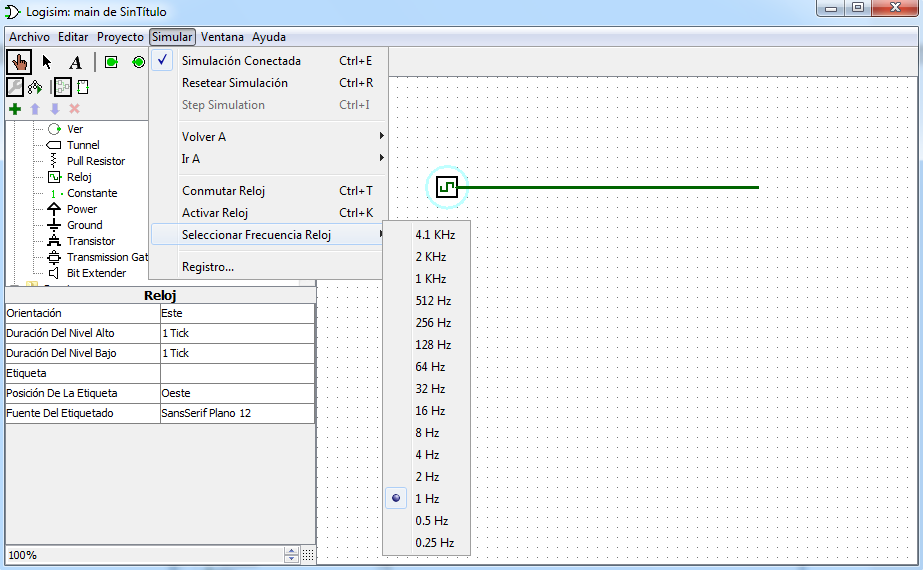 Logisim: main de SinTítulo
Archivo Editar Proyecto Simular Ventana Ayuda
A
Simulación Conectada Ctrl+E
Resetear Simulación Ctrl+R
Step Simulation Ctrl+I
Volver A
Ir A
Conmutar Reloj Ctrl+T
Activar Reloj Ctrl+K
Seleccionar Frecuencia Reloj
Registro...
Ver
Tunnel
Pull Resistor
Reloj
1 Constante
Power
Ground
Transistor
Transmission Gat
Bit Extender
4.1 KHz
2 KHz
1 KHz
512 Hz
256 Hz
128 Hz
64 Hz
32 Hz
16 Hz
8 Hz
4 Hz
2 Hz
1 Hz
0.5 Hz
0.25 Hz
Reloj
Orientación Este
Duración Del Nivel Alto 1 Tick
Duración Del Nivel Bajo 1 Tick
Etiqueta
Posición De La Etiqueta Oeste
Fuente Del Etiquetado SansSerif Plano 12
100%